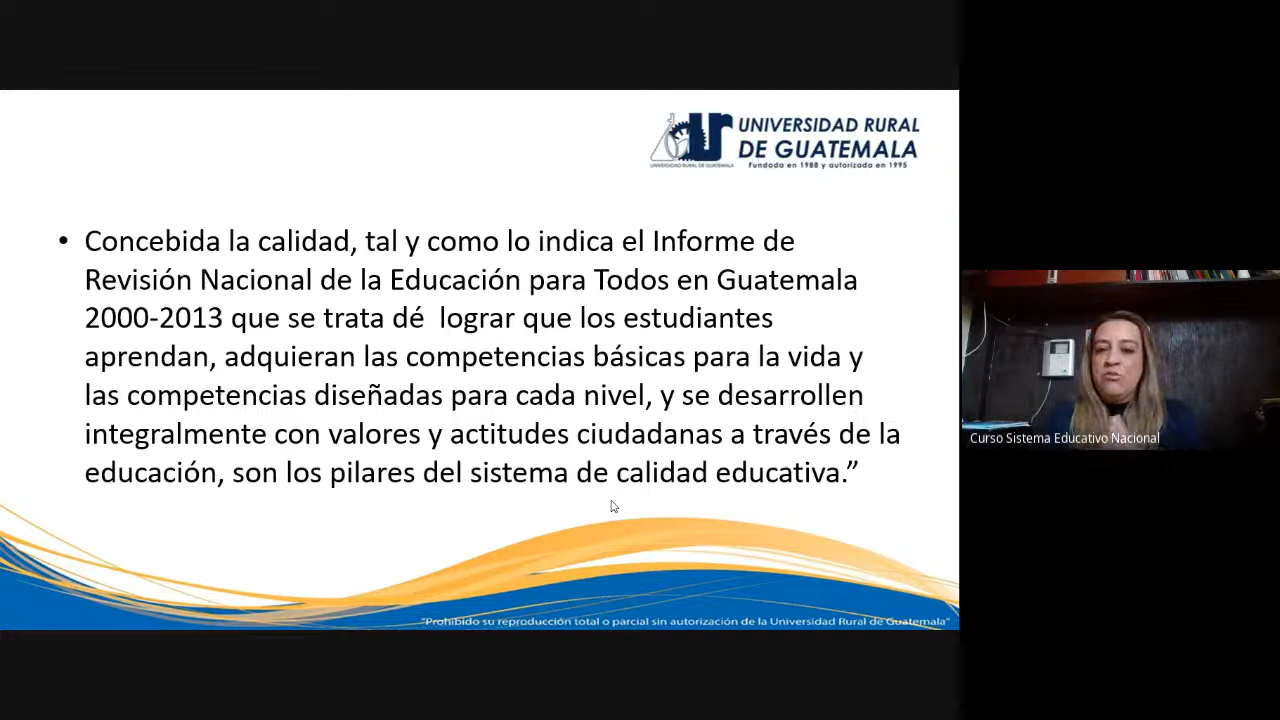 UNIVERSIDAD RURAL
DE GUATEMALA
Fundada en 1988 y autorizada en 1995
UNIVERSIDAD RURAL DE GUATEMALA
• Concebida la calidad, tal y como lo indica el Informe de
Revisión Nacional de la Educación para Todos en Guatemala
2000-2013 que se trata dé  lograr que los estudiantes
aprendan, adquieran las competencias básicas para la vida y
las competencias diseñadas para cada nivel, y se desarrollen
integralmente con valores y actitudes ciudadanas a través de la
educación, son los pilares del sistema de calidad educativa.”
Curso Sistema Educativo Nacional
"Prohibido su reproducción total o parcial sin autorización de la Universidad Rural de Guatemala"